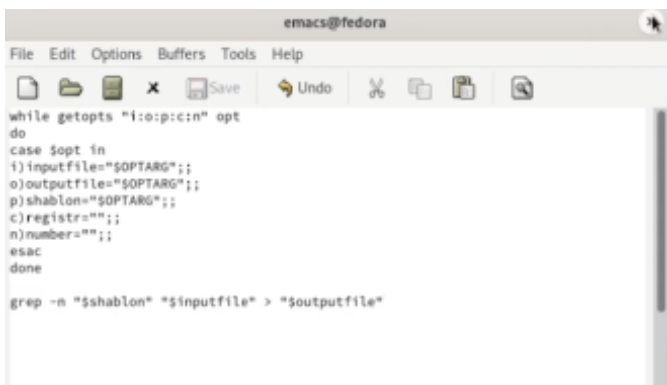 emacs@fedora
File Edit Options Buffers Tools Help
Save Undo
while getopts "i:o:p:c:n" opt
do
case $opt in
i)inputfile="$OPTARG";;
o)outputfile="$OPTARG";;
p)shablon="$OPTARG";;
c)registr="";;
n)number="";;
esac
done
grep -n "$shablon" "$inputfile" > "$outputfile"